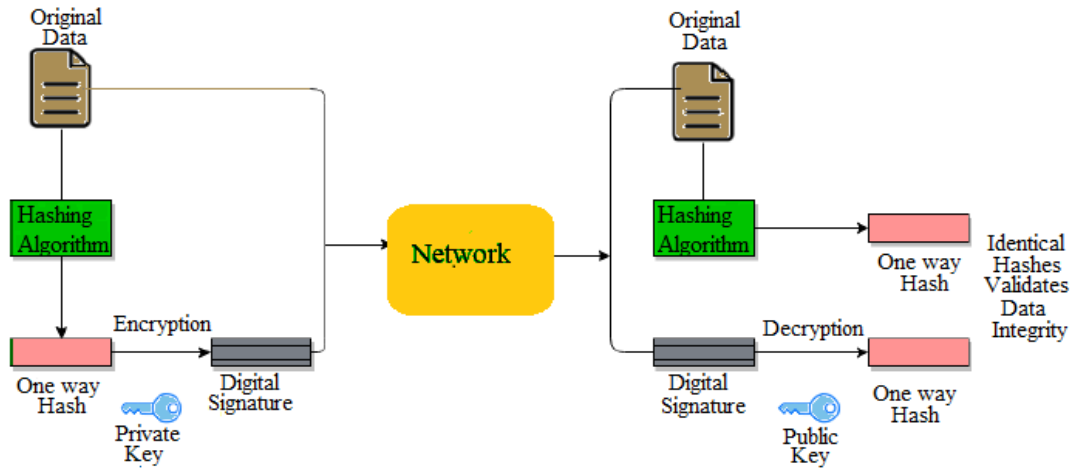 Original
Data
Hashing
Algorithm
Encryption
One way
Hash
Digital
Signature
Private
Key
Network
Original
Data
Hashing
Algorithm
One way
Hash
Identical
Hashes
Validates
Data
Integrity
Decryption
Digital
Signature
One way
Hash
Public
Key